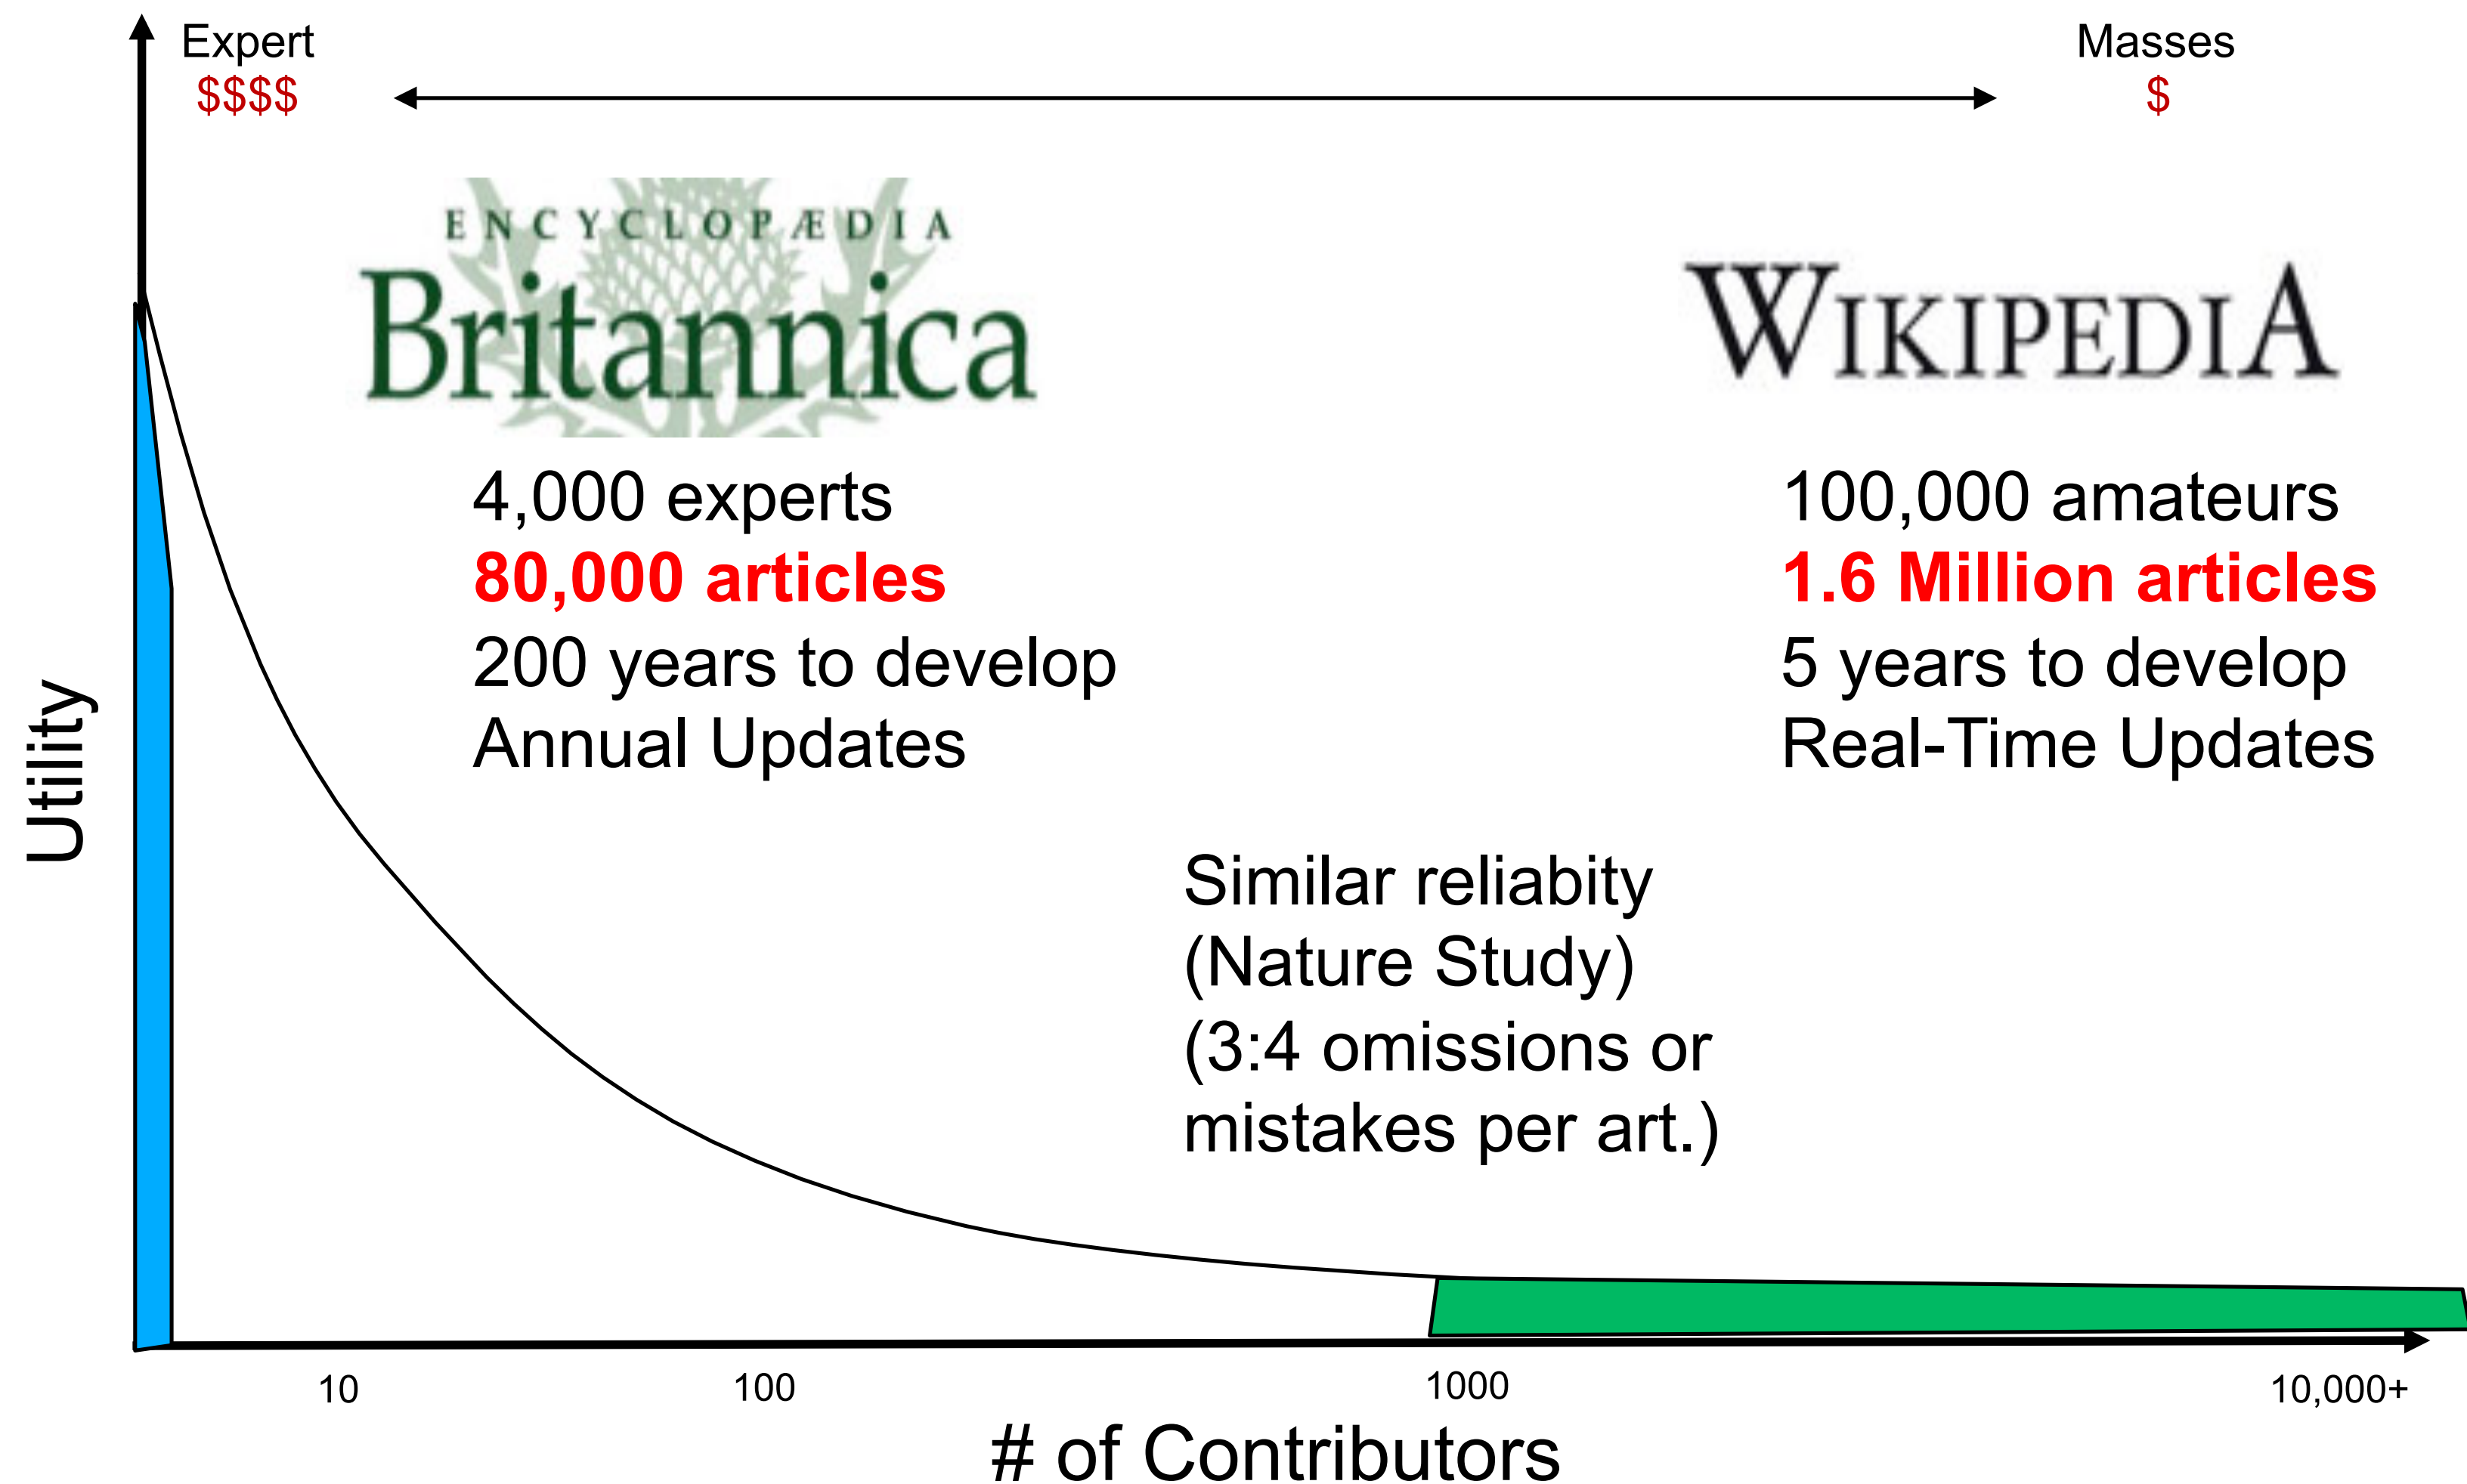 Expert
$$$$
Masses
$
ENCYCLOPÆDIA
Britannica
WIKIPEDIA
4,000 experts
80,000 articles
200 years to develop
Annual Updates
100,000 amateurs
1.6 Million articles
5 years to develop
Real-Time Updates
Similar reliabity
(Nature Study)
(3:4 omissions or
mistakes per art.)
Utility
10
100
1000
10,000+
# of Contributors